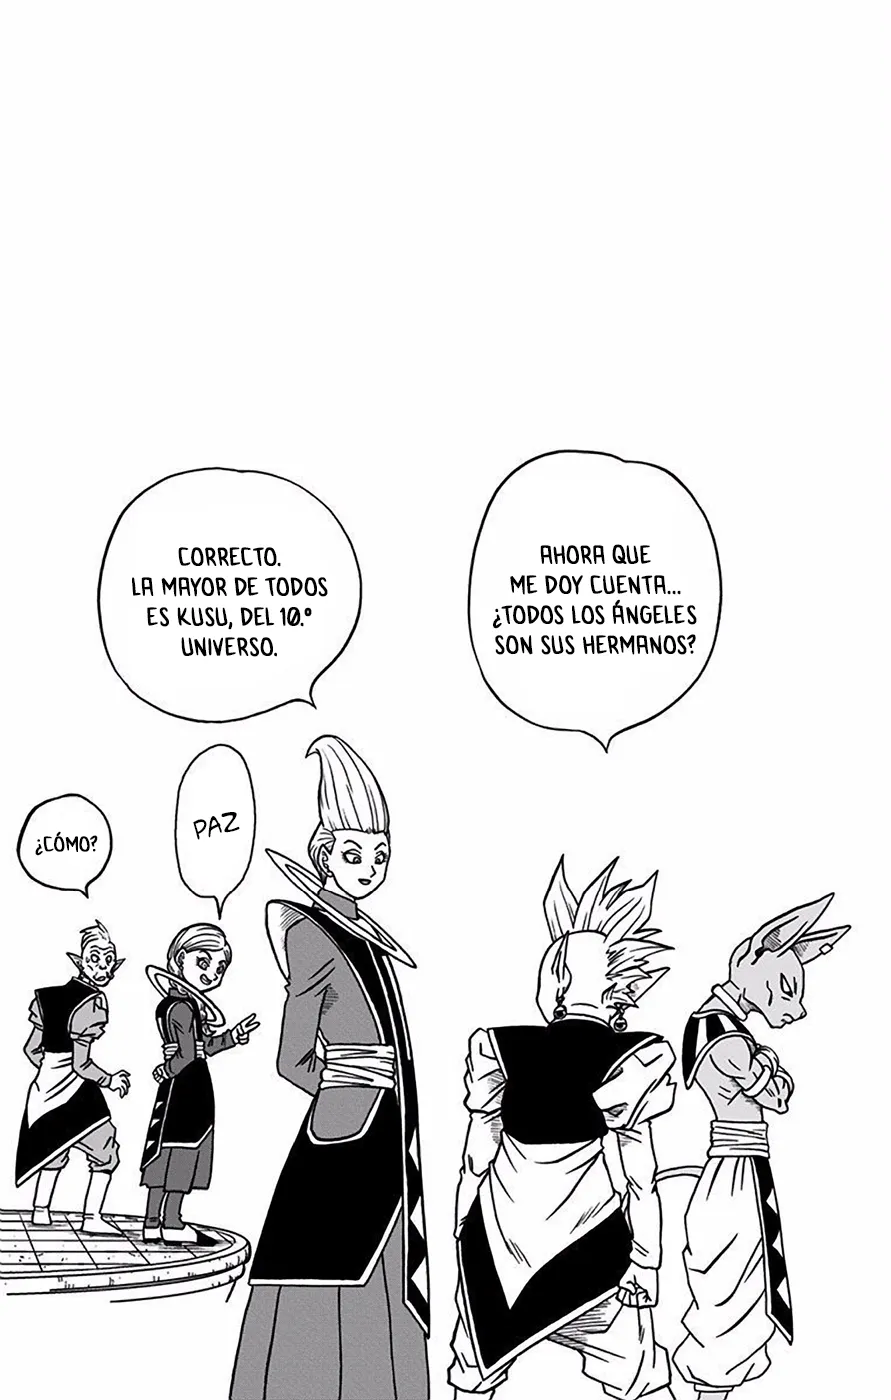 AHORA QUE
ME DOY CUENTA...
¿TODOS LOS ÁNGELES
SON SUS HERMANOS?
CORRECTO.
LA MAYOR DE TODOS
ES KUSU, DEL 10.º
UNIVERSO.
PAZ
¿CÓMO?